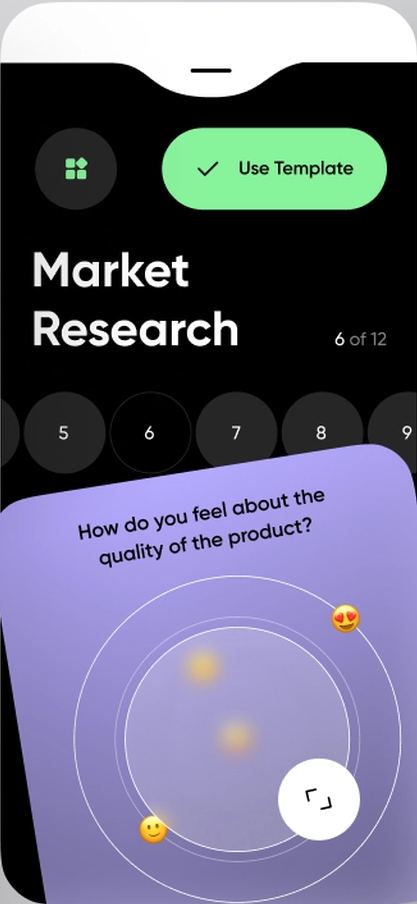 Use Template
Market
Research
6 of 12
5
6
7
8
9
How do you feel about the
quality of the product?